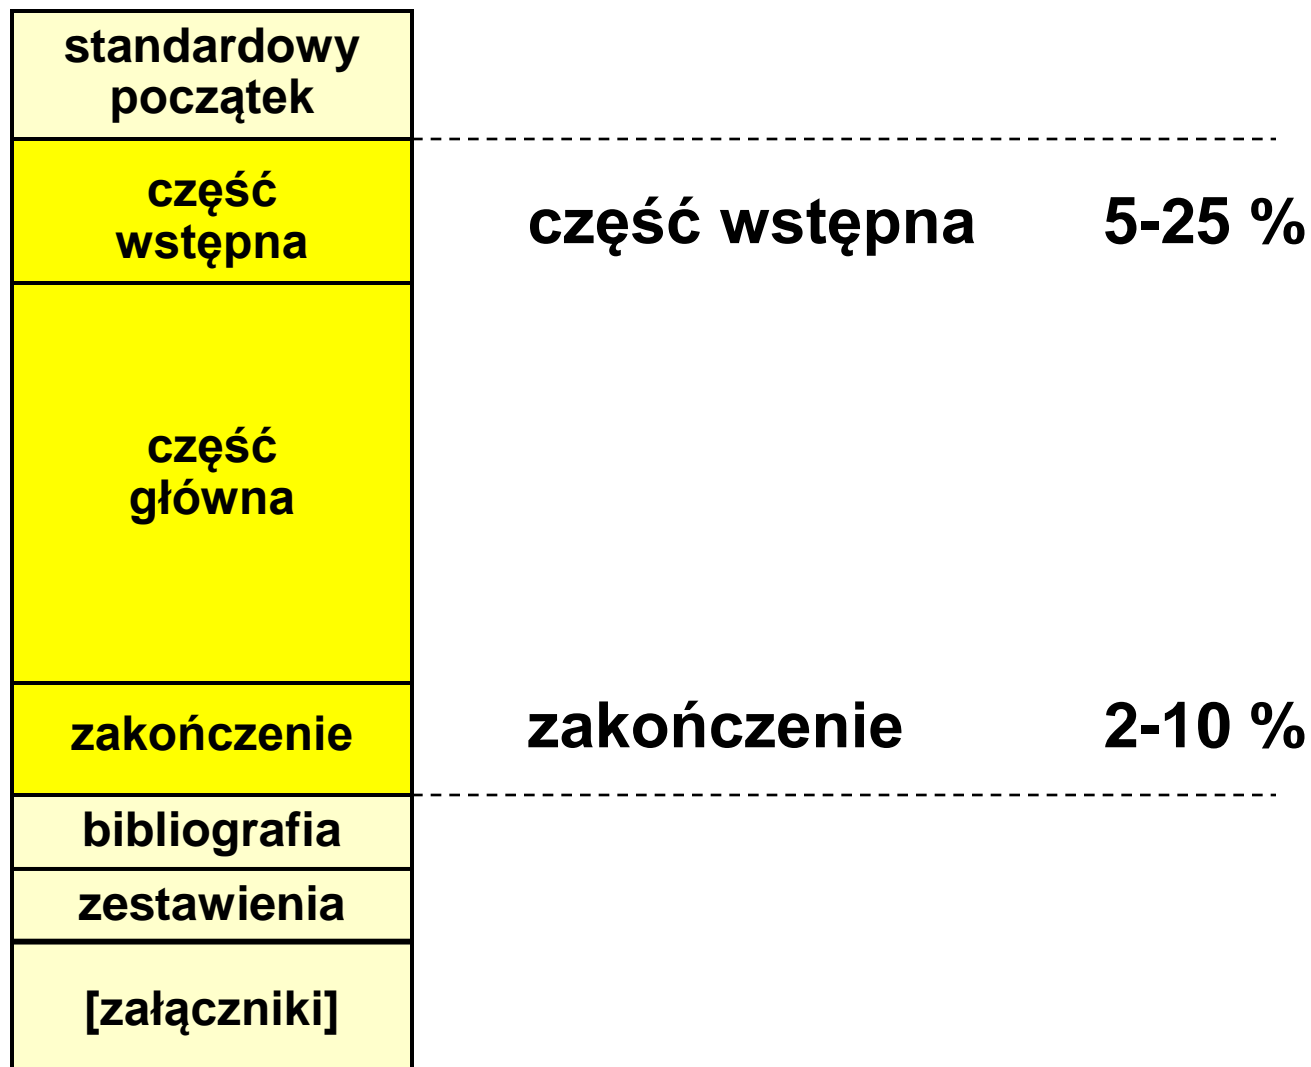 standardowy
początek
część
wstępna
część wstępna 5-25 %
część
główna
zakończenie
zakończenie 2-10 %
bibliografia
zestawienia
[załączniki]